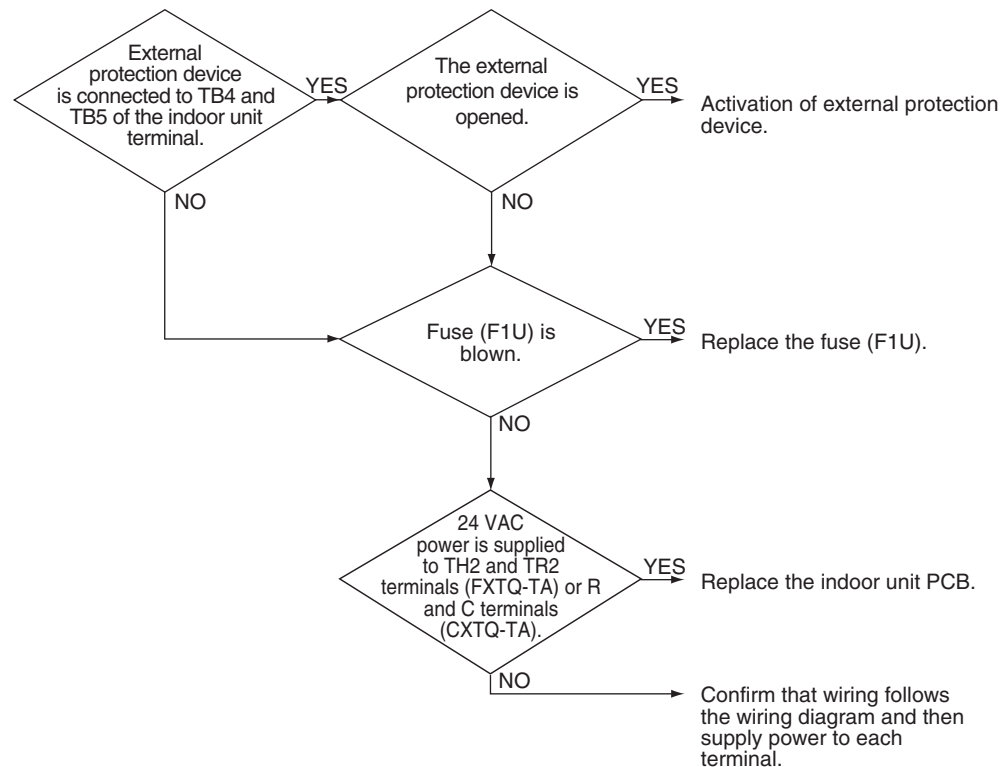 External
protection device
is connected to TB4 and
TB5 of the indoor unit
terminal.
YES
NO
The external
protection device is
opened.
YES
Activation of external protection
device.
NO
Fuse (F1U) is
blown.
YES
Replace the fuse (F1U).
NO
24 VAC
power is supplied
to TH2 and TR2
terminals (FXTQ-TA) or R
and C terminals
(CXTQ-TA).
YES
Replace the indoor unit PCB.
NO
Confirm that wiring follows
the wiring diagram and then
supply power to each
terminal.